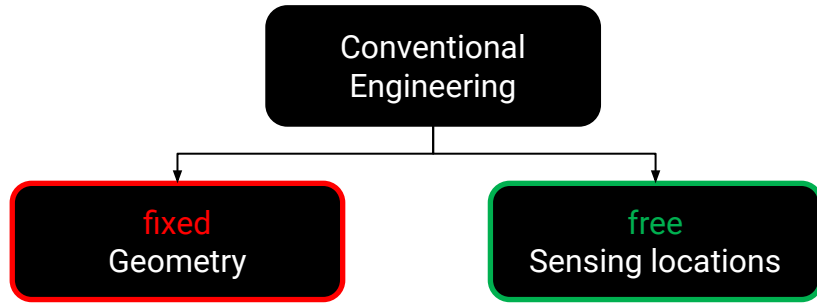 Conventional
Engineering
fixed
Geometry
free
Sensing locations